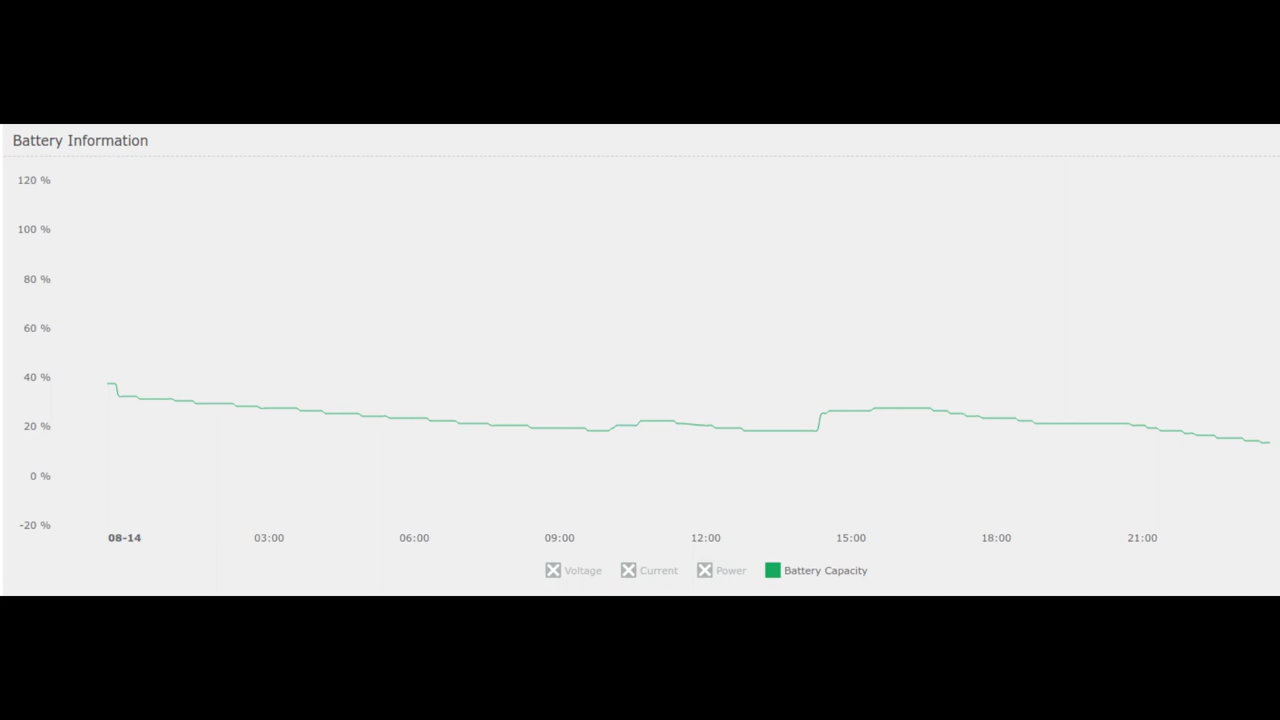 Battery Information
120 %
100 %
80 %
60 %
40 %
20 %
0 %
-20 %
08-14 03:00 06:00 09:00 12:00 15:00 18:00 21:00
Voltage Current Power Battery Capacity